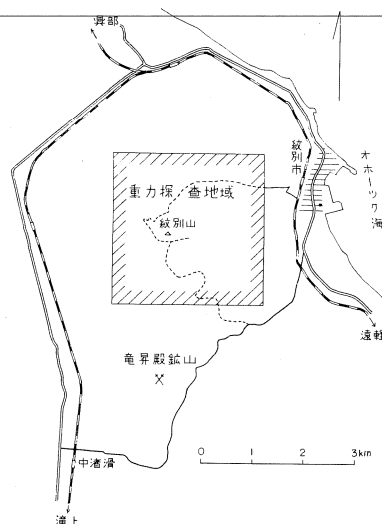 興部
紋別市
オホーツク海
重力探査地域
紋別山
遠軽
竜昇殿鉱山
0 1 2 3km
中渚滑
滝上